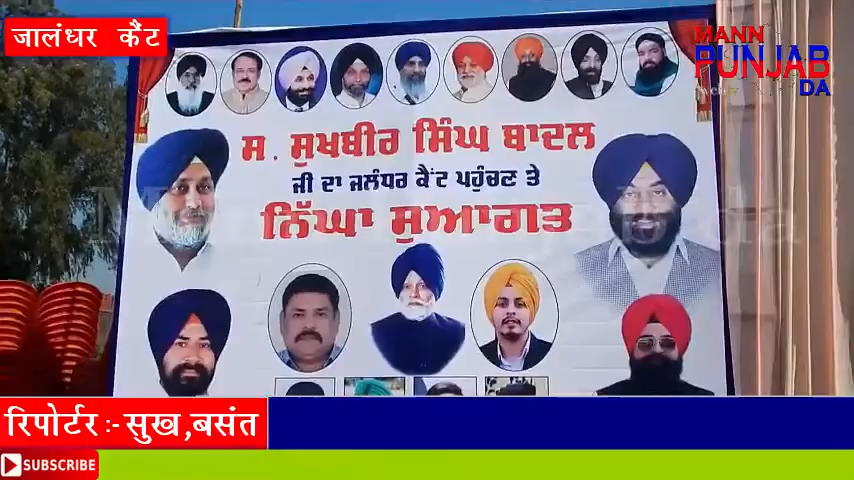 जालंधर कैंट
MANN
PUNJAB
DA
ਸ. ਸੁਖਬੀਰ ਸਿੰਘ ਬਾਦਲ
ਜੀ ਦਾ ਜਲੰਧਰ ਕੈਂਟ ਪਹੁੰਚਣ ਤੇ
ਨਿੱਘਾ ਸੁਆਗਤ
रिपोर्टर :- सुख,बसंत
SUBSCRIBE